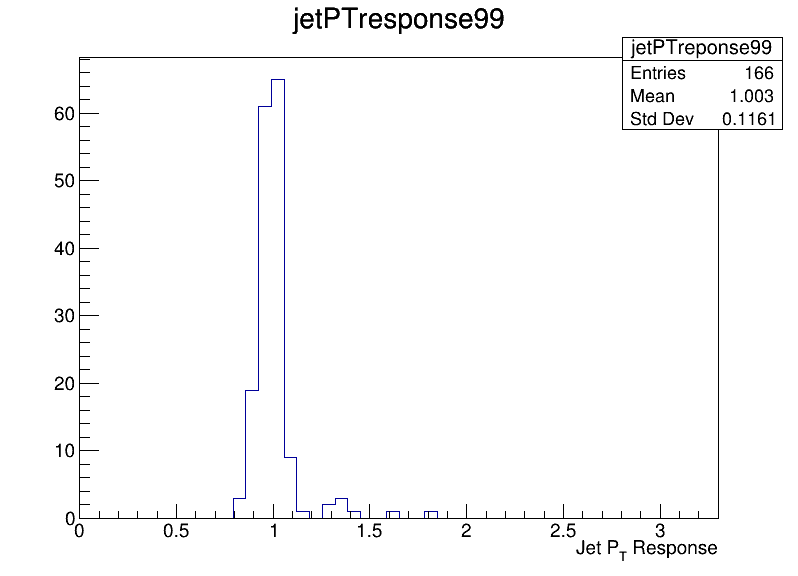 jetPTresponse99
jetPTreponse99
Entries 166
Mean 1.003
Std Dev 0.1161
60
50
40
30
20
10
0
0 0.5 1 1.5 2 2.5 3
Jet PT Response